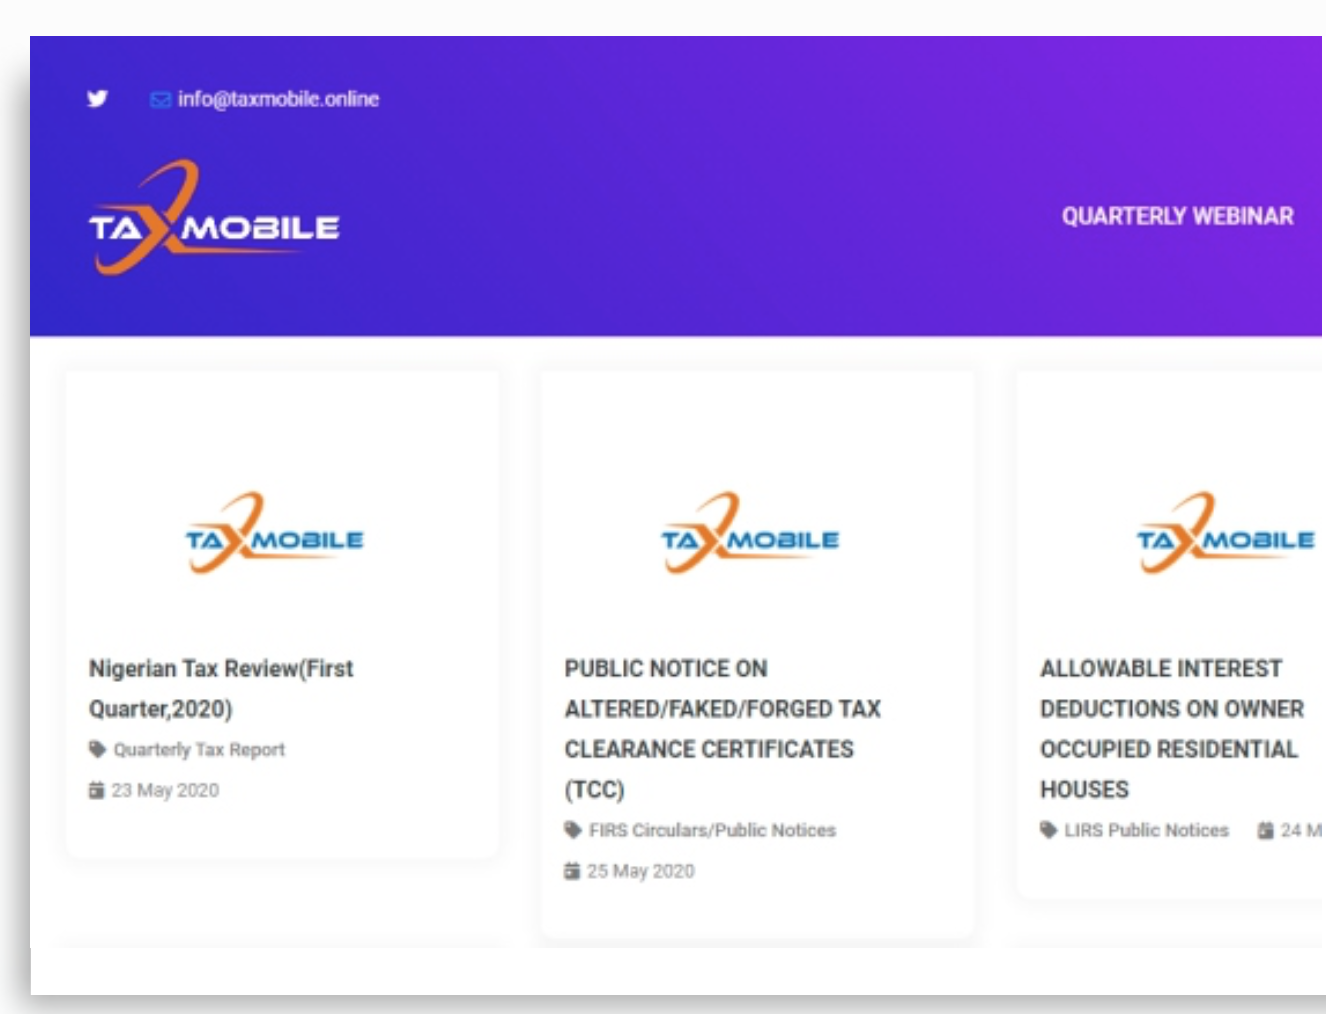 info@taxmobile.online
TAXMOBILE
QUARTERLY WEBINAR
TAXMOBILE
Nigerian Tax Review(First
Quarter,2020)
Quarterly Tax Report
23 May 2020
TAXMOBILE
PUBLIC NOTICE ON
ALTERED/FAKED/FORGED TAX
CLEARANCE CERTIFICATES
(TCC)
FIRS Circulars/Public Notices
25 May 2020
TAXMOBILE
ALLOWABLE INTEREST
DEDUCTIONS ON OWNER
OCCUPIED RESIDENTIAL
HOUSES
LIRS Public Notices 24 M